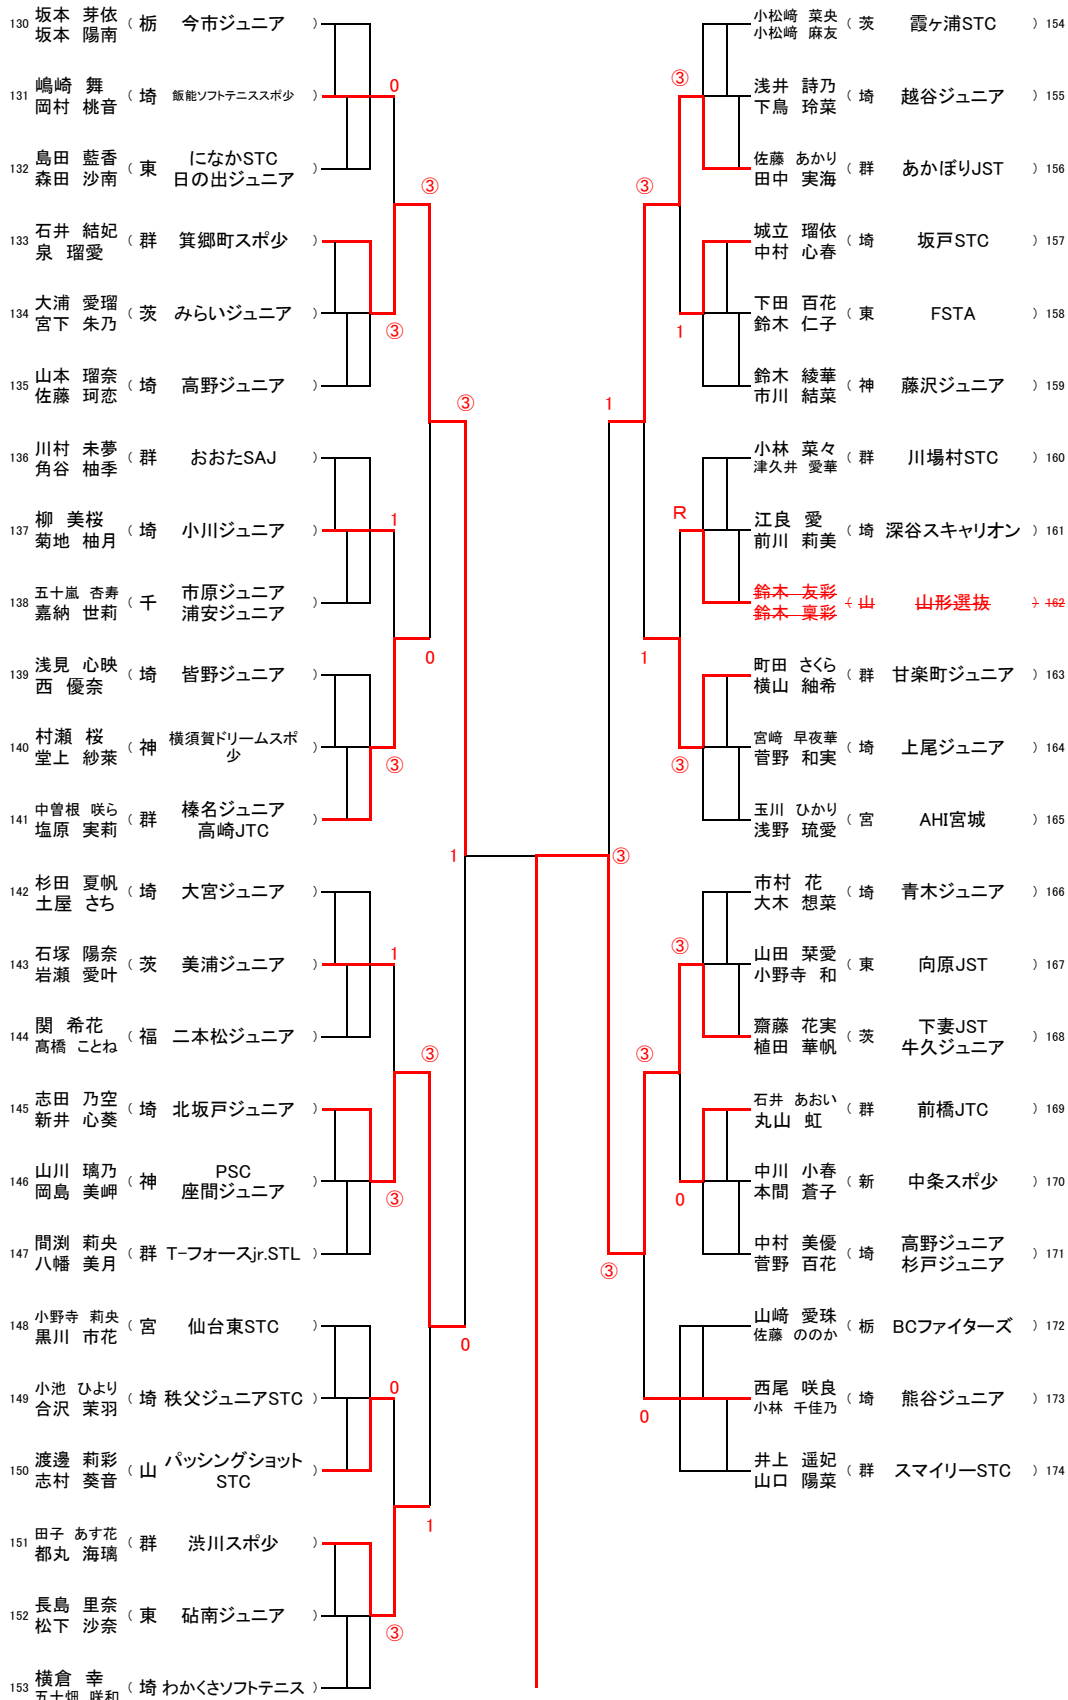 130 坂本 芽依 坂本 陽南 （ 栃 今市ジュニア ）
131 嶋崎 舞 岡村 桃音 （ 埼 飯能ソフトテニススポ少 ）
132 島田 藍香 森田 沙南 （ 東 になかSTC 日の出ジュニア ）
133 石井 結妃 泉 瑠愛 （ 群 箕郷町スポ少 ）
134 大浦 愛瑠 宮下 朱乃 （ 茨 みらいジュニア ）
135 山本 瑠奈 佐藤 珂恋 （ 埼 高野ジュニア ）
136 川村 未夢 角谷 柚季 （ 群 おおたSAJ ）
137 柳 美桜 菊地 柚月 （ 埼 小川ジュニア ）
138 五十嵐 杏寿 嘉納 世莉 （ 千 市原ジュニア 浦安ジュニア ）
139 浅見 心映 西 優奈 （ 埼 皆野ジュニア ）
140 村瀬 桜 堂上 紗萊 （ 神 横須賀ドリームスポ少 ）
141 中曽根 咲ら 塩原 実莉 （ 群 榛名ジュニア 高崎JTC ）
142 杉田 夏帆 土屋 さち （ 埼 大宮ジュニア ）
143 石塚 陽奈 岩瀬 愛叶 （ 茨 美浦ジュニア ）
144 関 希花 髙橋 ことね （ 福 二本松ジュニア ）
145 志田 乃空 新井 心葵 （ 埼 北坂戸ジュニア ）
146 山川 璃乃 岡島 美岬 （ 神 PSC 座間ジュニア ）
147 間渕 莉央 八幡 美月 （ 群 T-フォースjr.STL ）
148 小野寺 莉央 黒川 市花 （ 宮 仙台東STC ）
149 小池 ひより 合沢 茉羽 （ 埼 秩父ジュニアSTC ）
150 渡邊 莉彩 志村 葵音 （ 山 パッシングショット STC ）
151 田子 あす花 都丸 海璃 （ 群 渋川スポ少 ）
152 長島 里奈 松下 沙奈 （ 東 砧南ジュニア ）
153 横倉 幸 五十畑 咲和 （ 埼 わかくさソフトテニス ）
0
③
③
③
1
0
③
1
1
③
③
0
0
1
③
小松﨑 菜央 小松﨑 麻友 （ 茨 霞ヶ浦STC ） 154
浅井 詩乃 下鳥 玲菜 （ 埼 越谷ジュニア ） 155
佐藤 あかり 田中 実海 （ 群 あかぼりJST ） 156
城立 瑠依 中村 心春 （ 埼 坂戸STC ） 157
下田 百花 鈴木 仁子 （ 東 FSTA ） 158
鈴木 綾華 市川 結菜 （ 神 藤沢ジュニア ） 159
小林 菜々 津久井 愛華 （ 群 川場村STC ） 160
江良 愛 前川 莉美 （ 埼 深谷スキャリオン ） 161
鈴木 友彩 鈴木 稟彩 （ 山 山形選抜 ） 162
町田 さくら 横山 紬希 （ 群 甘楽町ジュニア ） 163
宮﨑 早夜華 菅野 和実 （ 埼 上尾ジュニア ） 164
玉川 ひかり 浅野 琉愛 （ 宮 AHI宮城 ） 165
市村 花 大木 想菜 （ 埼 青木ジュニア ） 166
山田 栞愛 小野寺 和 （ 東 向原JST ） 167
齋藤 花実 植田 華帆 （ 茨 下妻JST 牛久ジュニア ） 168
石井 あおい 丸山 虹 （ 群 前橋JTC ） 169
中川 小春 本間 蒼子 （ 新 中条スポ少 ） 170
中村 美優 菅野 百花 （ 埼 高野ジュニア 杉戸ジュニア ） 171
山﨑 愛珠 佐藤 ののか （ 栃 BCファイターズ ） 172
西尾 咲良 小林 千佳乃 （ 埼 熊谷ジュニア ） 173
井上 遥妃 山口 陽菜 （ 群 スマイリーSTC ） 174
③
③
1
1
R
1
③
③
③
③
0
③
0